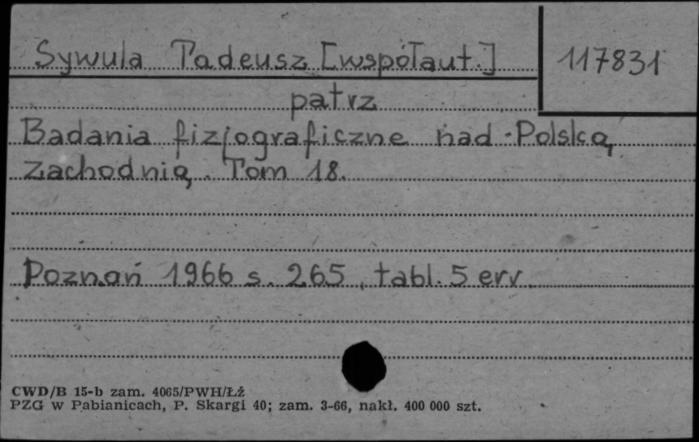 Sywula Tadeusz [współaut.]
117831
patrz
Badania fizjograficzne nad Polską
Zachodnią. Tom 18.
Poznań 1966 s. 265, tabl. 5 err.
CWD/B 15-b zam. 4065/PWH/Łź
PZG w Pabianicach, P. Skargi 40; zam. 3-66, nakł. 400 000 szt.